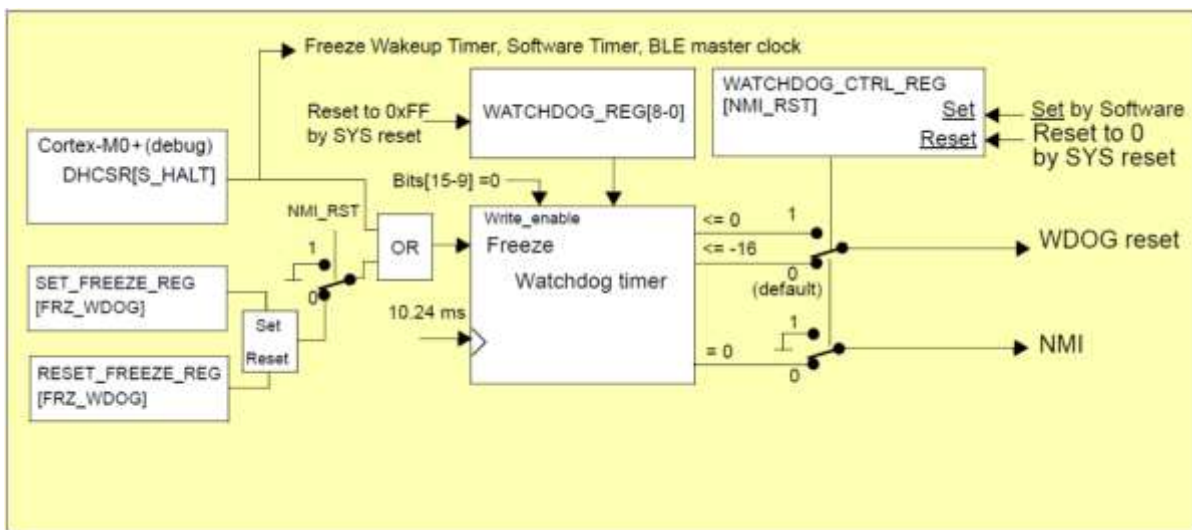 Freeze Wakeup Timer, Software Timer, BLE master clock
Reset to 0xFF
by SYS reset
WATCHDOG_REG[8-0]
WATCHDOG_CTRL_REG
[NMI_RST]
Set
Reset
Set by Software
Reset to 0
by SYS reset
Cortex-M0+(debug)
DHCSR[S_HALT]
Bits[15-9] =0
NMI_RST
1
0
OR
Write_enable
Freeze
Watchdog timer
10.24 ms
<= 0
<= -16
= 0
1
0
(default)
WDOG reset
1
0
NMI
SET_FREEZE_REG
[FRZ_WDOG]
Set
Reset
RESET_FREEZE_REG
[FRZ_WDOG]